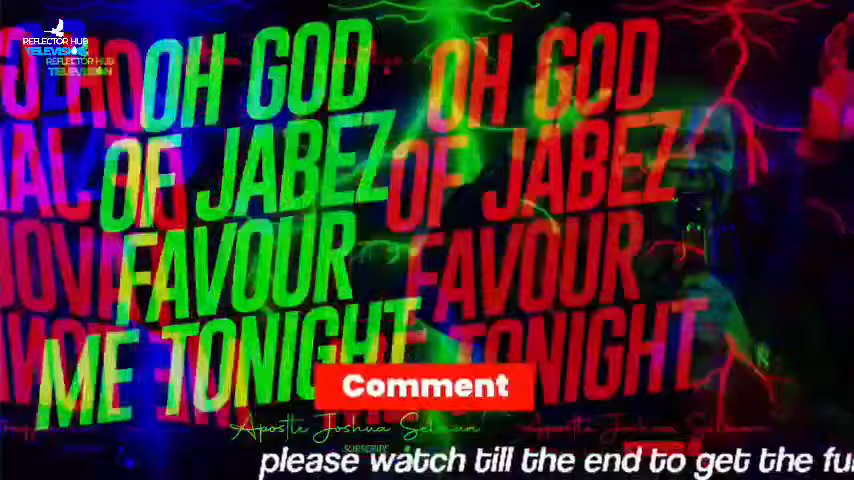 REFLECTOR HUB
TELEVISION
REFLECTOR HUB
TELEVISION
OH GOD
OF JABEZ
FAVOUR
ME TONIGHT
OH GOD
OF JABEZ
FAVOUR
TONIGHT
Comment
Apostle Joshua Selman
SUBSCRIBE
please watch till the end to get the fu